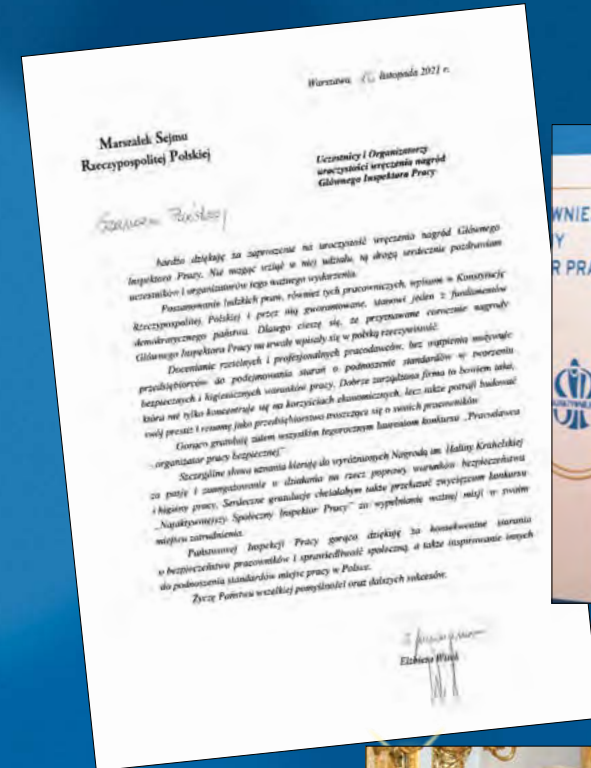 Warszawa, listopada 2021 r.
Marszałek Sejmu
Rzeczypospolitej Polskiej
Uczestnicy i Organizatorzy
uroczystości wręczenia nagród
Głównego Inspektora Pracy
Szanowni Państwo,
bardzo dziękuję za zaproszenie na uroczystość wręczenia nagród Głównego
Inspektora Pracy. Nie mogąc wziąć w niej udziału, tą drogą serdecznie pozdrawiam
uczestników i organizatorów tego ważnego wydarzenia.
Poszanowanie ludzkich praw, również tych pracowniczych, wpisane w Konstytucję
Rzeczypospolitej Polskiej i przez nią gwarantowane, stanowi jeden z fundamentów
demokratycznego państwa. Dlatego cieszę się, że przyznawane corocznie nagrody
Głównego Inspektora Pracy na trwałe wpisały się w polską rzeczywistość.
Docenianie rzetelnych i profesjonalnych pracodawców, bez wątpienia motywuje
przedsiębiorców do podejmowania starań o podnoszenie standardów w tworzeniu
bezpiecznych i higienicznych warunków pracy. Dobrze zarządzana firma to bowiem taka,
która nie tylko koncentruje się na korzyściach ekonomicznych, lecz także potrafi budować
swój prestiż i renomę jako przedsiębiorstwo troszczące się o swoich pracowników.
Gorąco gratuluję zatem wszystkim tegorocznym laureatom konkursu „Pracodawca
- organizator pracy bezpiecznej”.
Szczególne słowa uznania kieruję do wyróżnionych Nagrodą im. Haliny Krahelskiej
za pasję i zaangażowanie w działania na rzecz poprawy warunków bezpieczeństwa
i higieny pracy. Serdeczne gratulacje chciałabym także przekazać zwycięzcom konkursu
„Najaktywniejszy Społeczny Inspektor Pracy” za wypełnianie ważnej misji w swoim
miejscu zatrudnienia.
Państwowej Inspekcji Pracy gorąco dziękuję za konsekwentne starania
o bezpieczeństwo pracowników i sprawiedliwość społeczną, a także inspirowanie innych
do podnoszenia standardów miejsc pracy w Polsce.
Życzę Państwu wszelkiej pomyślności oraz dalszych sukcesów.
Elżbieta Witek
WNIE
Y
R PRA